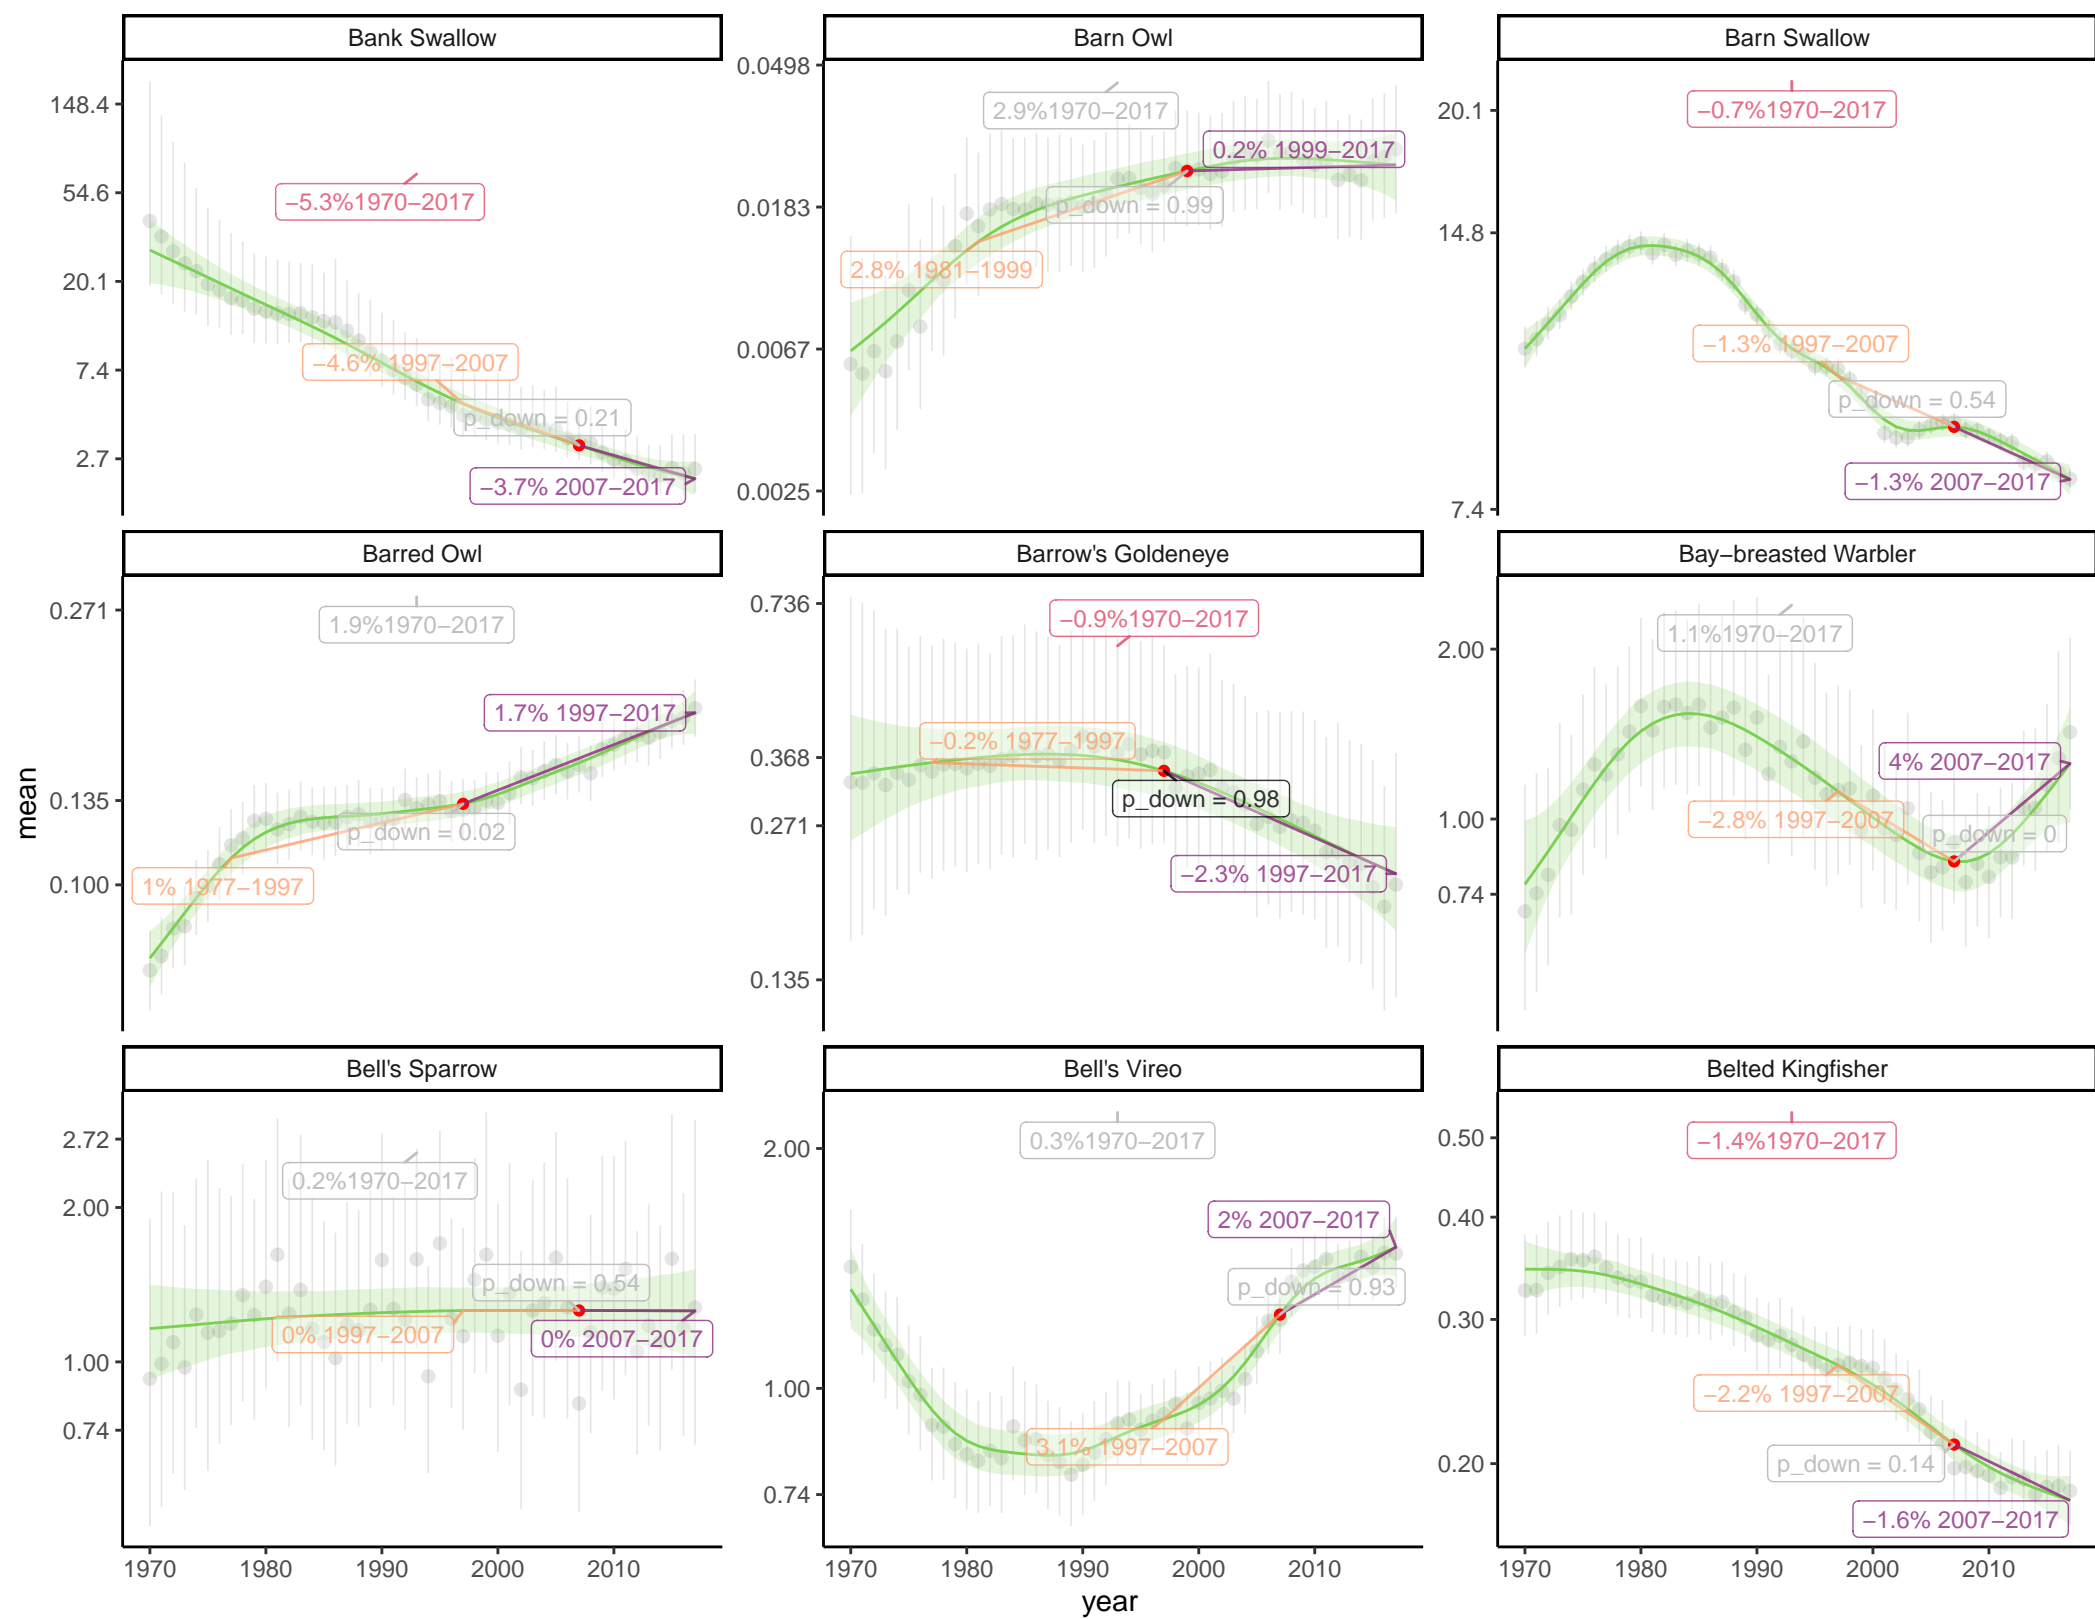 Bank Swallow
Barn Owl
Barn Swallow
148.4
54.6
20.1
7.4
2.7
−5.3%1970−2017
−4.6% 1997−2007
p_down = 0.21
−3.7% 2007−2017
0.0498
0.0183
0.0067
0.0025
2.9%1970−2017
0.2% 1999−2017
p_down = 0.99
2.8% 1981−1999
20.1
14.8
7.4
−0.7%1970−2017
−1.3% 1997−2007
p_down = 0.54
−1.3% 2007−2017
Barred Owl
Barrow's Goldeneye
Bay−breasted Warbler
mean
0.271
0.135
0.100
1.9%1970−2017
1.7% 1997−2017
p_down = 0.02
1% 1977−1997
0.736
0.368
0.271
0.135
−0.9%1970−2017
−0.2% 1977−1997
p_down = 0.98
−2.3% 1997−2017
2.00
1.00
0.74
1.1%1970−2017
4% 2007−2017
−2.8% 1997−2007
p_down = 0
Bell's Sparrow
Bell's Vireo
Belted Kingfisher
2.72
2.00
1.00
0.74
0.2%1970−2017
p_down = 0.54
0% 1997−2007
0% 2007−2017
2.00
1.00
0.74
0.3%1970−2017
2% 2007−2017
p_down = 0.93
3.1% 1997−2007
0.50
0.40
0.30
0.20
−1.4%1970−2017
−2.2% 1997−2007
p_down = 0.14
−1.6% 2007−2017
1970 1980 1990 2000 2010
1970 1980 1990 2000 2010
1970 1980 1990 2000 2010
year